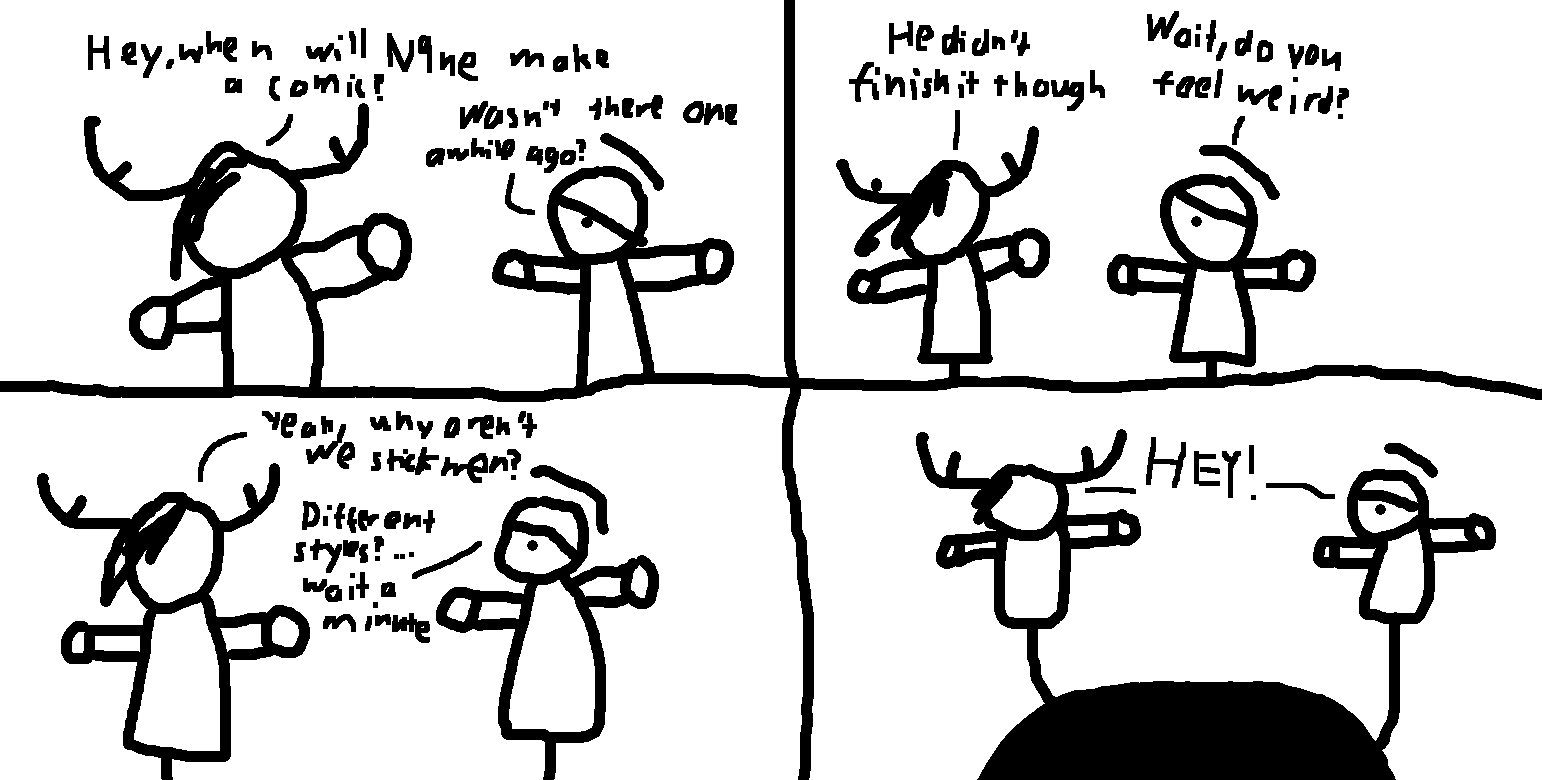 Hey, when will N9ne make
a comic?
Wasn't there one
awhile ago?
He didn't
finish it though
Wait, do you
feel weird?
Yeah, why aren't
we stickmen?
Different
styles?...
wait a
minute
HEY!